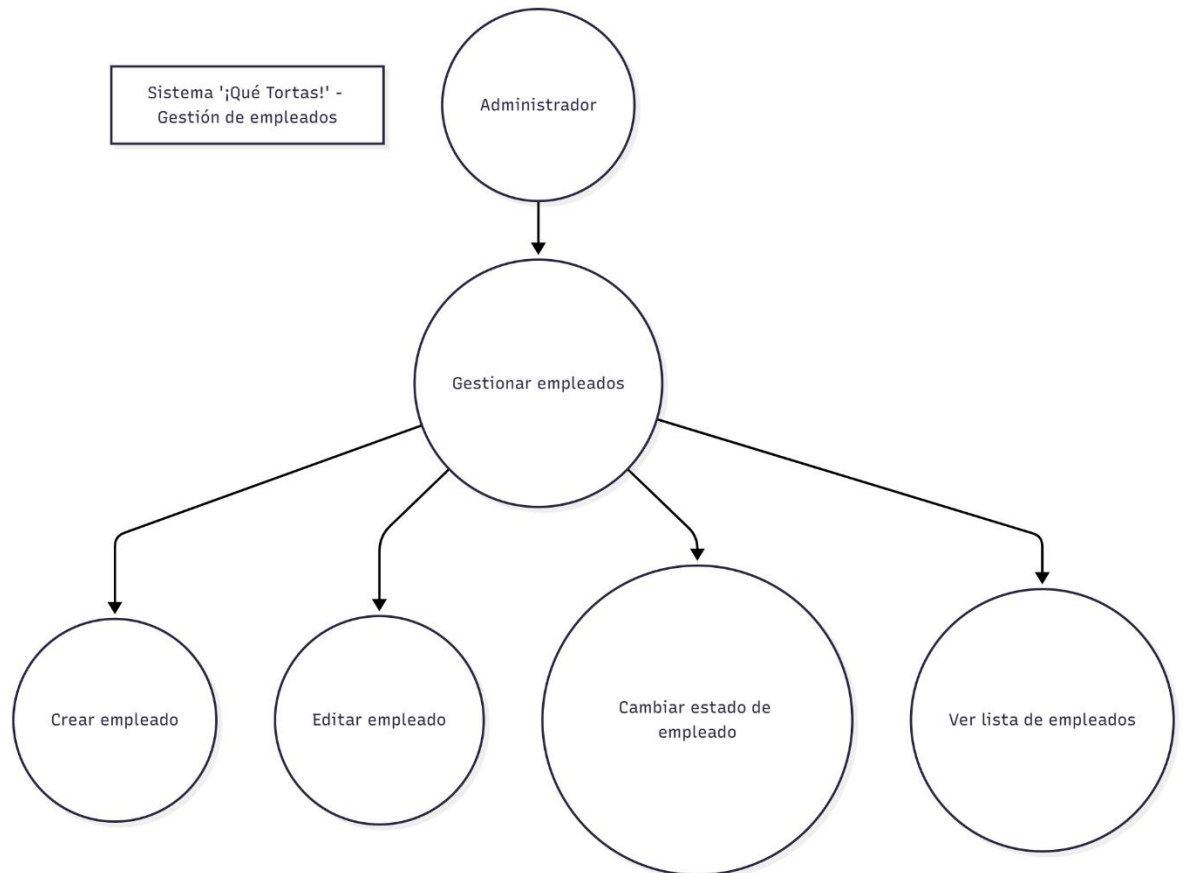 Sistema '¡Qué Tortas!' -
Gestión de empleados
Administrador
Gestionar empleados
Crear empleado
Editar empleado
Cambiar estado de
empleado
Ver lista de empleados